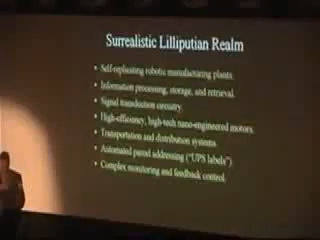 Surrealistic Lilliputian Realm
• Self-replicating robotic manufacturing plants.
• Information processing, storage, and retrieval.
• Signal transduction circuitry.
• High-efficiency, high-tech nano-engineered motors.
• Transportation and distribution systems.
• Automated parcel addressing ("UPS labels").
• Complex monitoring and feedback control.